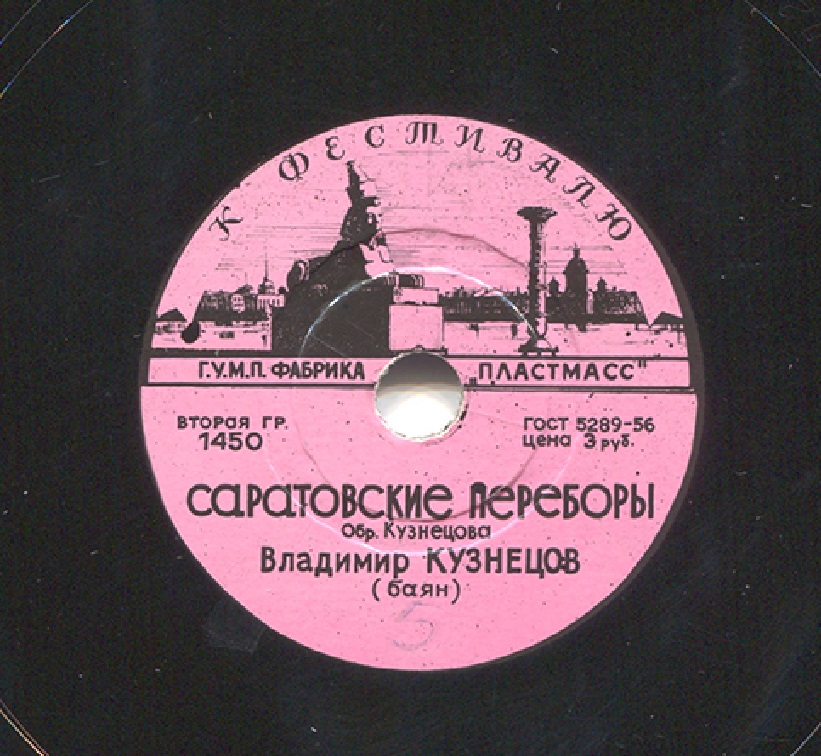 К ФЕСТИВАЛЮ
Г.У.М.П. ФАБРИКА „ПЛАСТМАСС"
ВТОРАЯ ГР.
1450
ГОСТ 5289-56
цена 3 руб.
САРАТОВСКИЕ ПЕРЕБОРЫ
Обр. Кузнецова
Владимир КУЗНЕЦОВ
(баян)
5